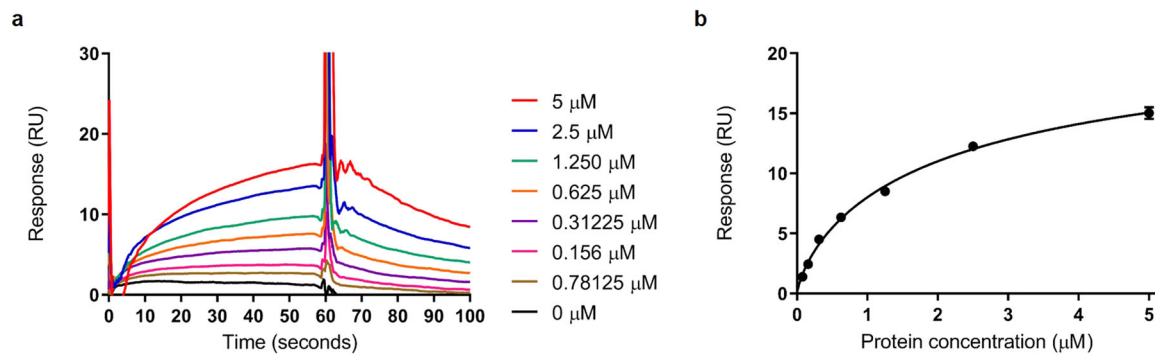 a
30
20
10
0
Response (RU)
0 10 20 30 40 50 60 70 80 90 100
Time (seconds)
5 μM
2.5 μM
1.250 μM
0.625 μM
0.31225 μM
0.156 μM
0.78125 μM
0 μM
b
20
15
10
5
0
Response (RU)
0 1 2 3 4 5
Protein concentration (μM)